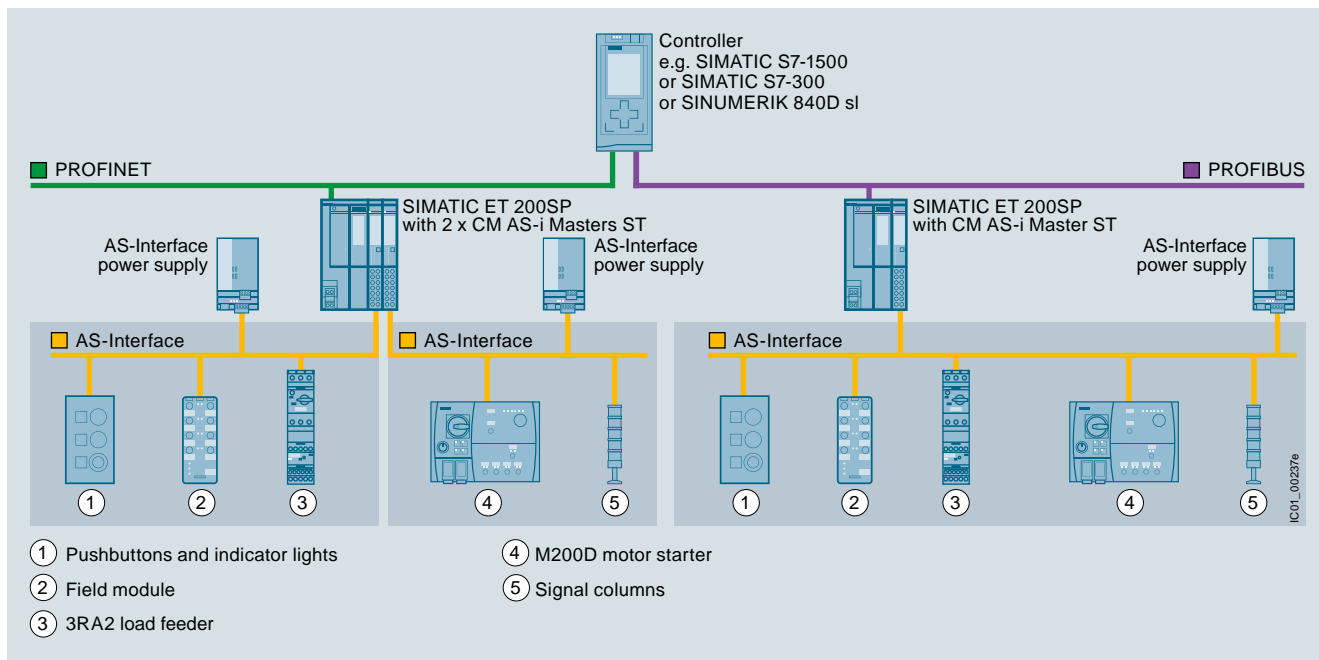 Controller
e.g. SIMATIC S7-1500
or SIMATIC S7-300
or SINUMERIK 840D sl
PROFINET
PROFIBUS
SIMATIC ET 200SP
with 2 x CM AS-i Masters ST
SIMATIC ET 200SP
with CM AS-i Master ST
AS-Interface
power supply
AS-Interface
power supply
AS-Interface
power supply
AS-Interface
AS-Interface
AS-Interface
1
2
3
4
5
1
2
3
4
5
IC01_00237e
1 Pushbuttons and indicator lights
2 Field module
3 3RA2 load feeder
4 M200D motor starter
5 Signal columns